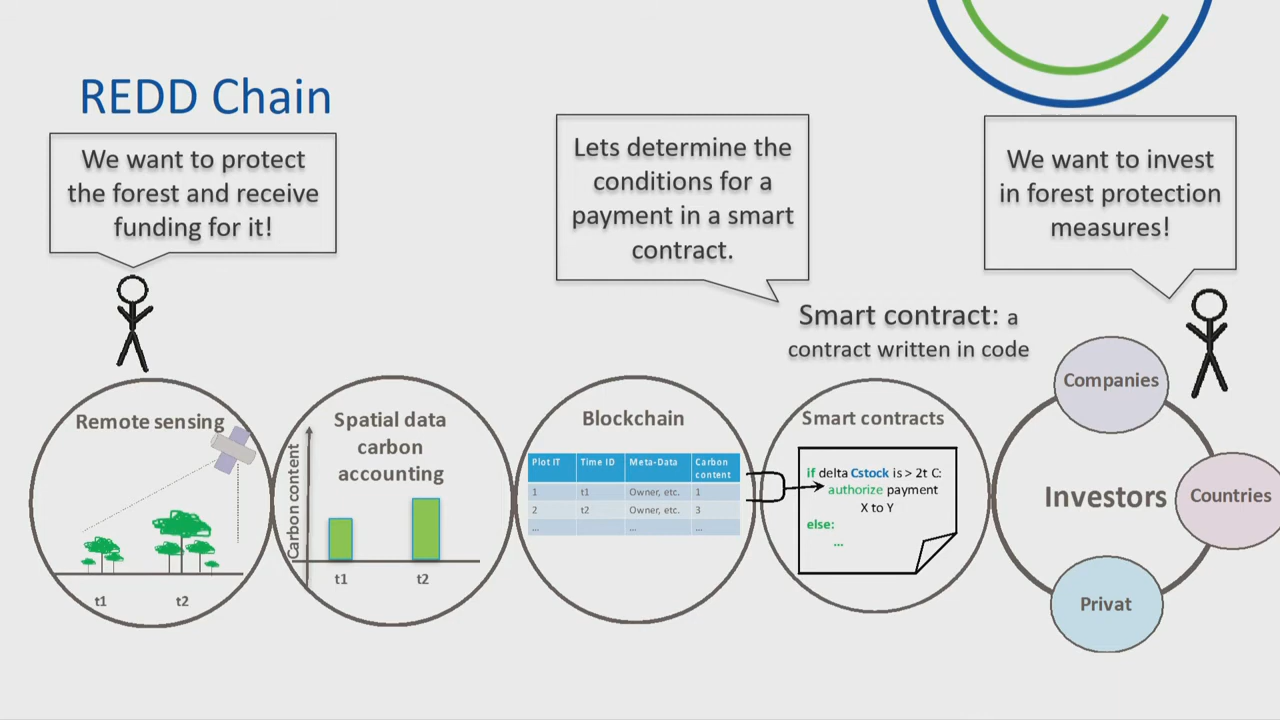 REDD Chain
We want to protect
the forest and receive
funding for it!
Lets determine the
conditions for a
payment in a smart
contract.
We want to invest
in forest protection
measures!
Smart contract: a
contract written in code
Remote sensing
t1 t2
Spatial data
carbon
accounting
Carbon content
t1 t2
Blockchain
Plot IT Time ID Meta-Data Carbon
content
1 t1 Owner, etc. 1
2 t2 Owner, etc. 3
... ... ...
Smart contracts
if delta Cstock is > 2t C:
authorize payment
X to Y
else:
...
Companies
Investors
Countries
Privat